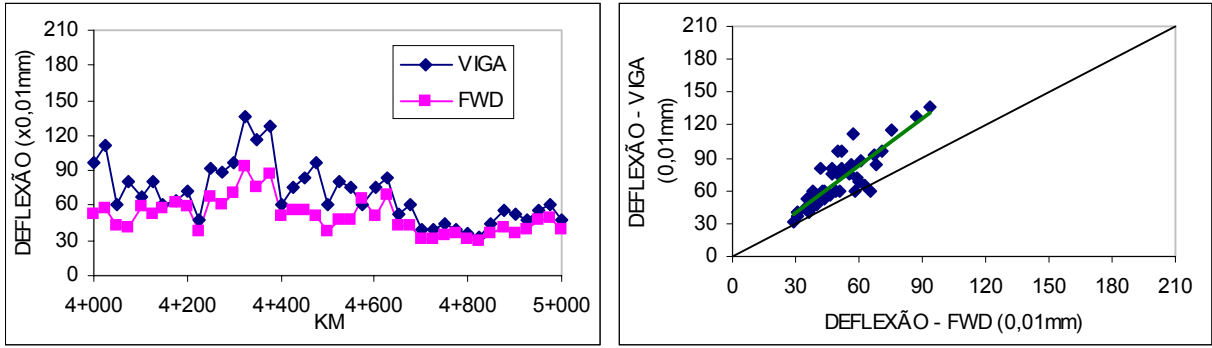 DEFLEXÃO (x0,01mm)
210
180
150
120
90
60
30
0
VIGA
FWD
4+000 4+200 4+400 4+600 4+800 5+000
KM
DEFLEXÃO - VIGA
(0,01mm)
210
180
150
120
90
60
30
0
0 30 60 90 120 150 180 210
DEFLEXÃO - FWD (0,01mm)